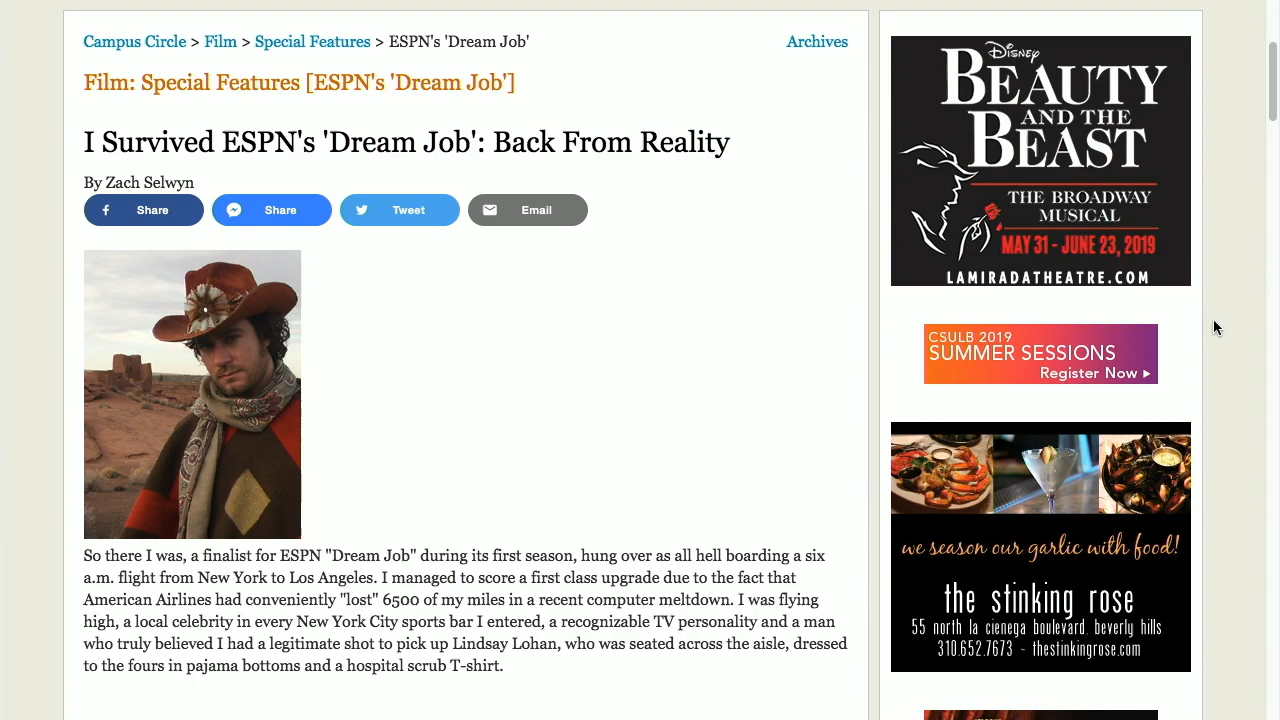 Campus Circle > Film > Special Features > ESPN's 'Dream Job'
Archives
Film: Special Features [ESPN's 'Dream Job']
I Survived ESPN's 'Dream Job': Back From Reality
By Zach Selwyn
Share
Share
Tweet
Email
So there I was, a finalist for ESPN "Dream Job" during its first season, hung over as all hell boarding a six
a.m. flight from New York to Los Angeles. I managed to score a first class upgrade due to the fact that
American Airlines had conveniently "lost" 6500 of my miles in a recent computer meltdown. I was flying
high, a local celebrity in every New York City sports bar I entered, a recognizable TV personality and a man
who truly believed I had a legitimate shot to pick up Lindsay Lohan, who was seated across the aisle, dressed
to the fours in pajama bottoms and a hospital scrub T-shirt.
Disney
BEAUTY
AND THE
BEAST
THE BROADWAY
MUSICAL
MAY 31 - JUNE 23, 2019
LAMIRADATHEATRE.COM
CSULB 2019
SUMMER SESSIONS
Register Now
we season our garlic with food!
the stinking rose
55 north la cienega boulevard. beverly hills
310.652.7673 - thestinkingrose.com